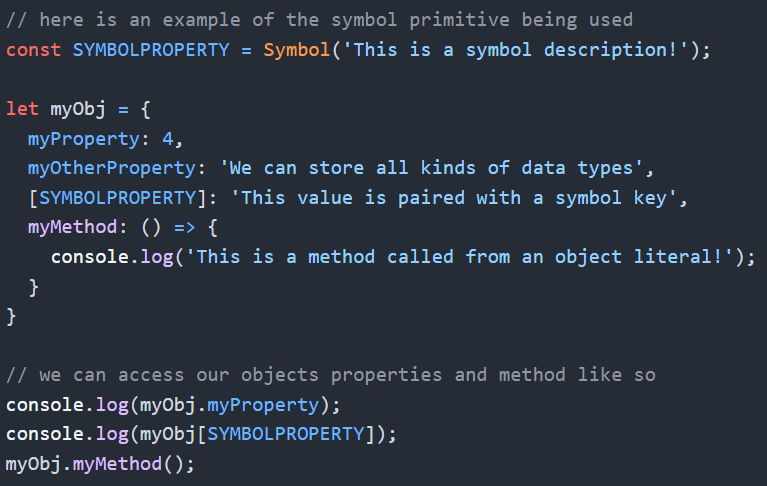 // here is an example of the symbol primitive being used
const SYMBOLPROPERTY = Symbol('This is a symbol description!');

let myObj = {
  myProperty: 4,
  myOtherProperty: 'We can store all kinds of data types',
  [SYMBOLPROPERTY]: 'This value is paired with a symbol key',
  myMethod: () => {
    console.log('This is a method called from an object literal!');
  }
}

// we can access our objects properties and method like so
console.log(myObj.myProperty);
console.log(myObj[SYMBOLPROPERTY]);
myObj.myMethod();